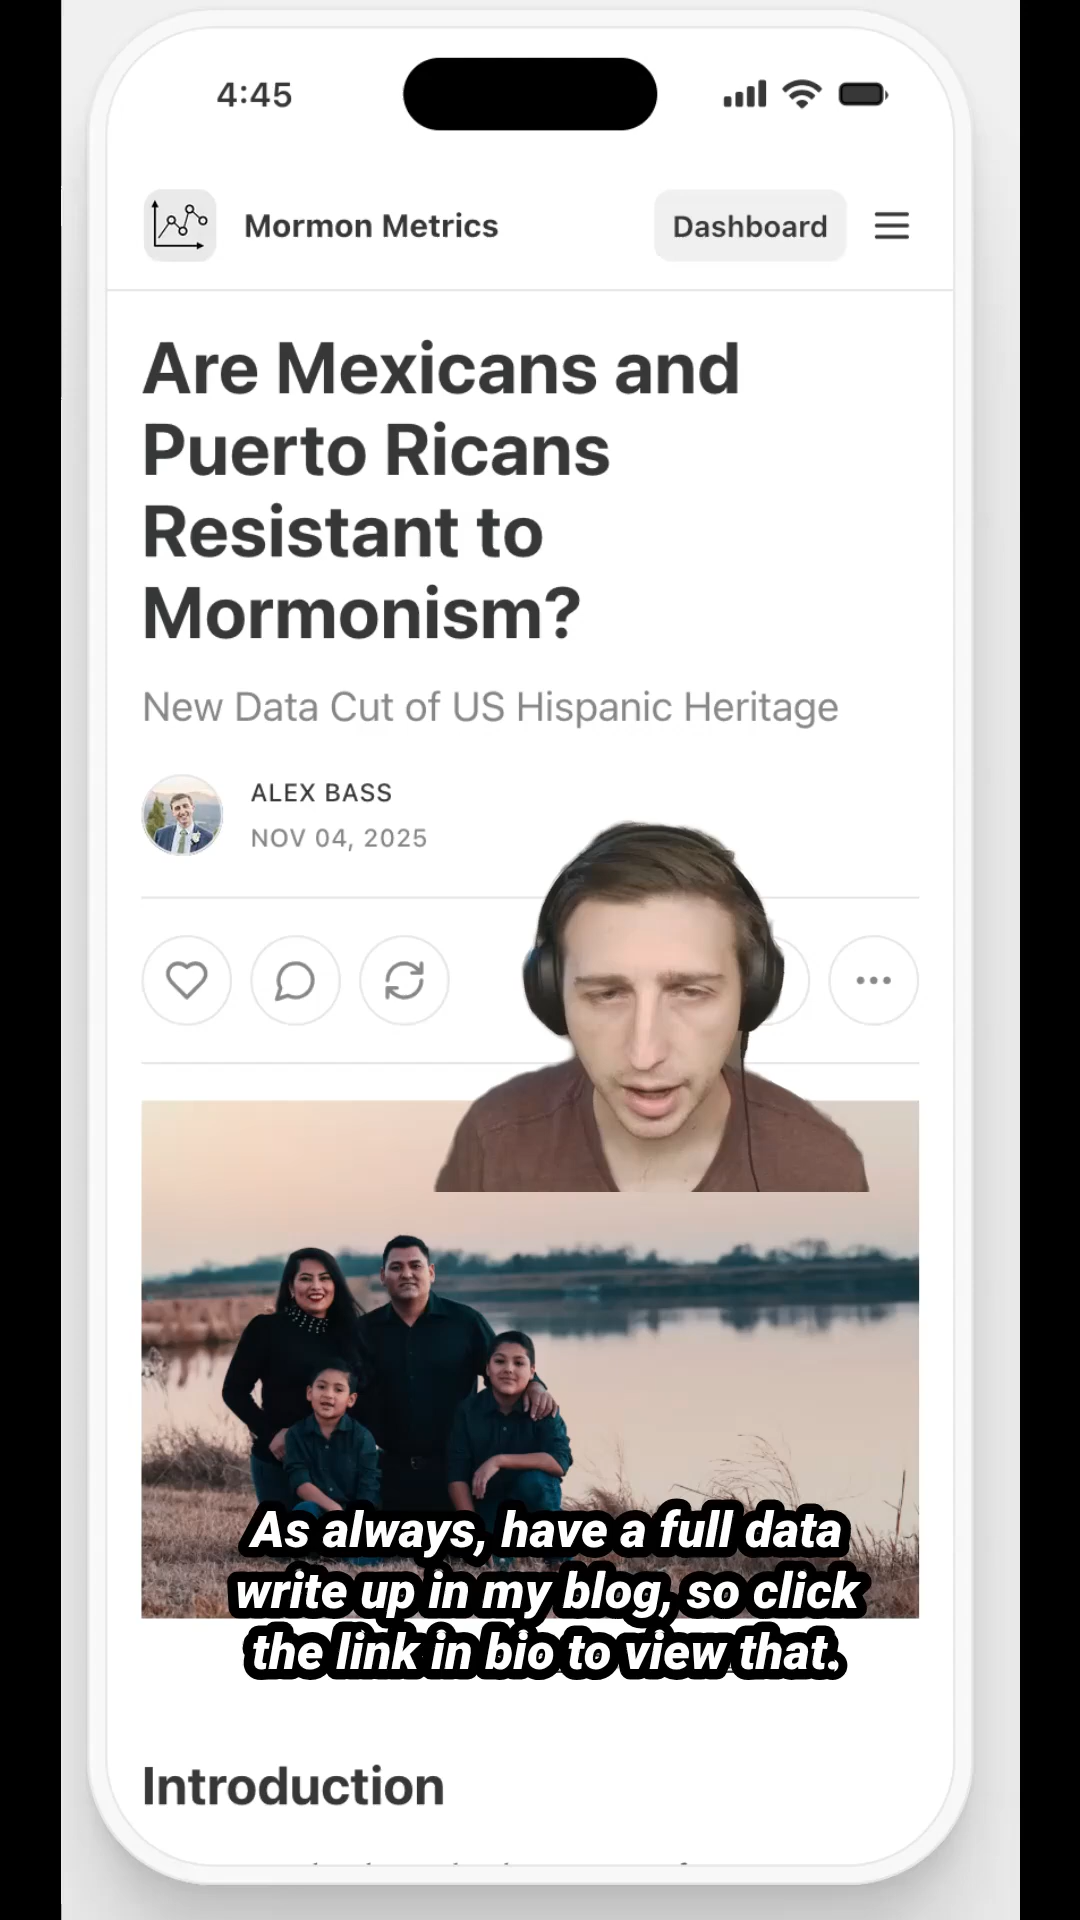 4:45
Mormon Metrics
Dashboard
Are Mexicans and
Puerto Ricans
Resistant to
Mormonism?
New Data Cut of US Hispanic Heritage
ALEX BASS
NOV 04, 2025
As always, have a full data
write up in my blog, so click
the link in bio to view that.
Introduction